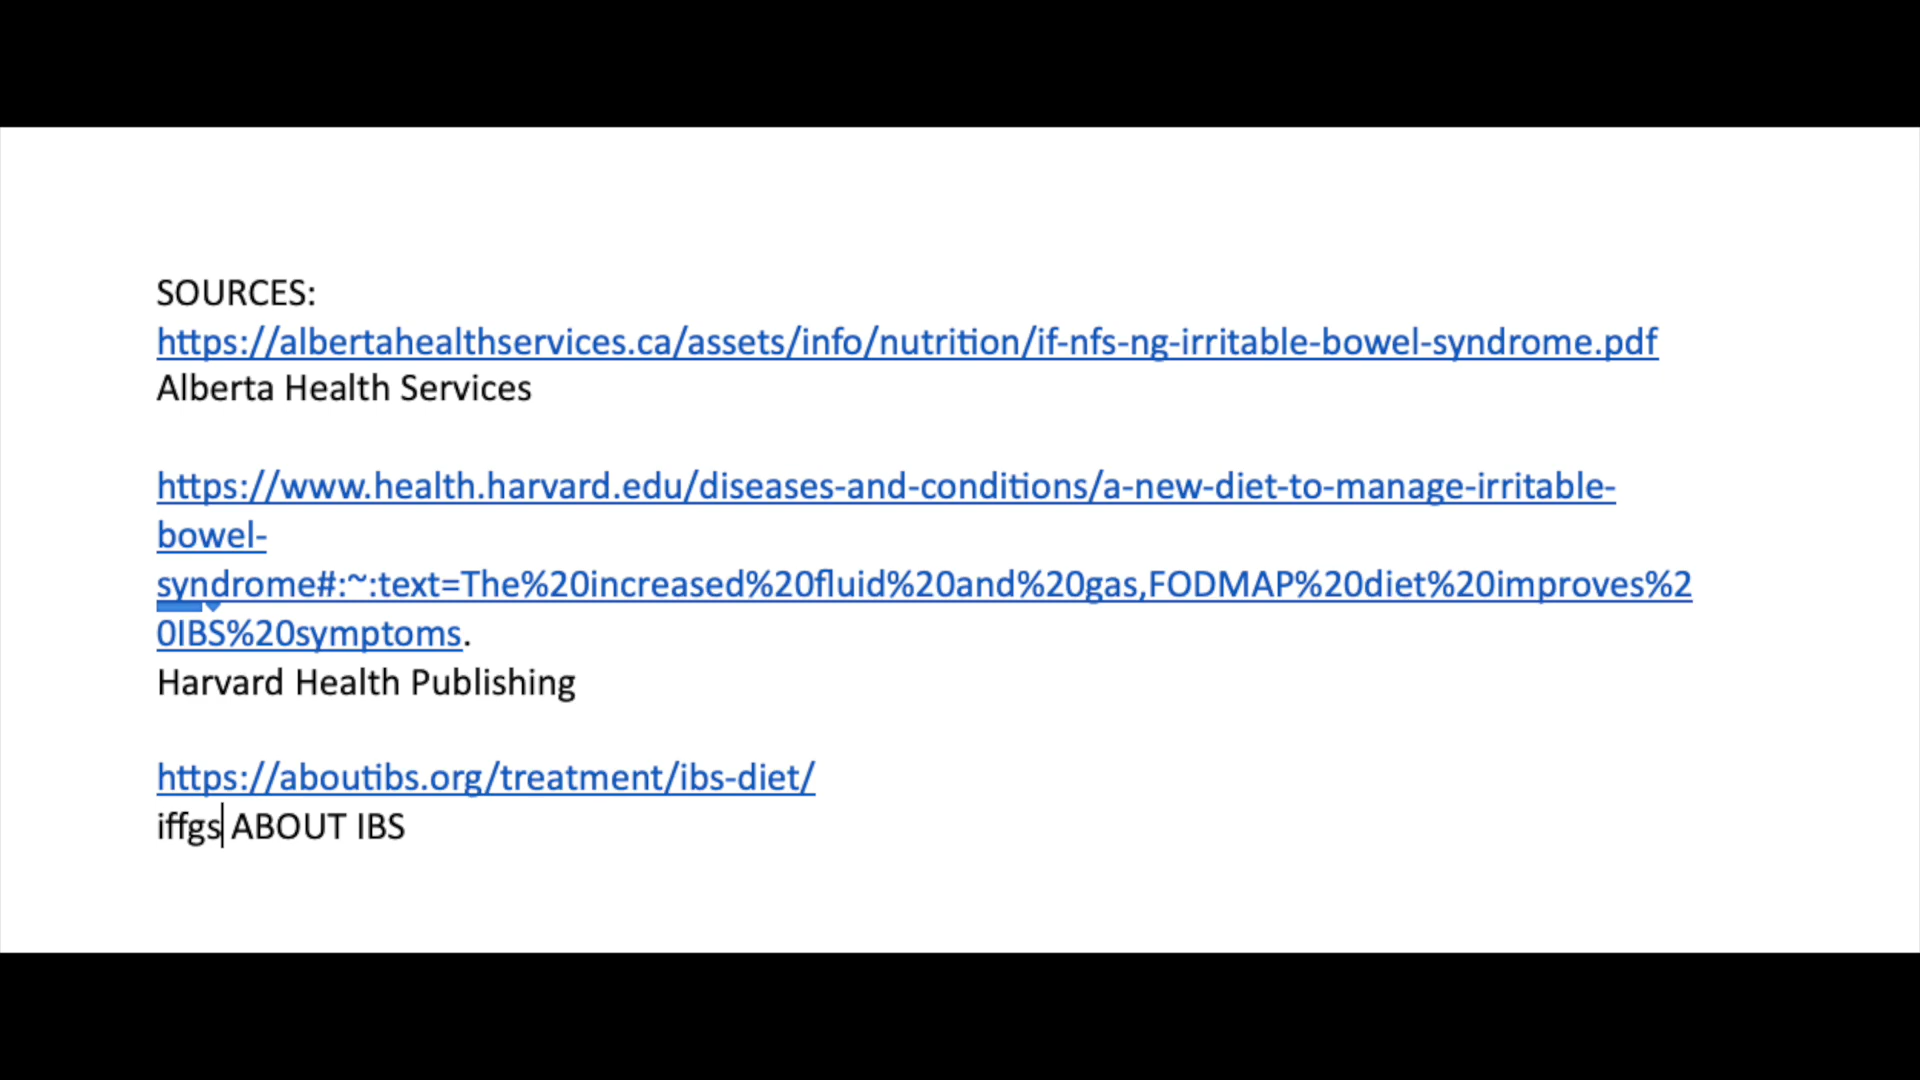 SOURCES:
https://albertahealthservices.ca/assets/info/nutrition/if-nfs-ng-irritable-bowel-syndrome.pdf
Alberta Health Services
https://www.health.harvard.edu/diseases-and-conditions/a-new-diet-to-manage-irritable-
bowel-
syndrome#:~:text=The%20increased%20fluid%20and%20gas,FODMAP%20diet%20improves%2
0IBS%20symptoms.
Harvard Health Publishing
https://aboutibs.org/treatment/ibs-diet/
iffgs ABOUT IBS